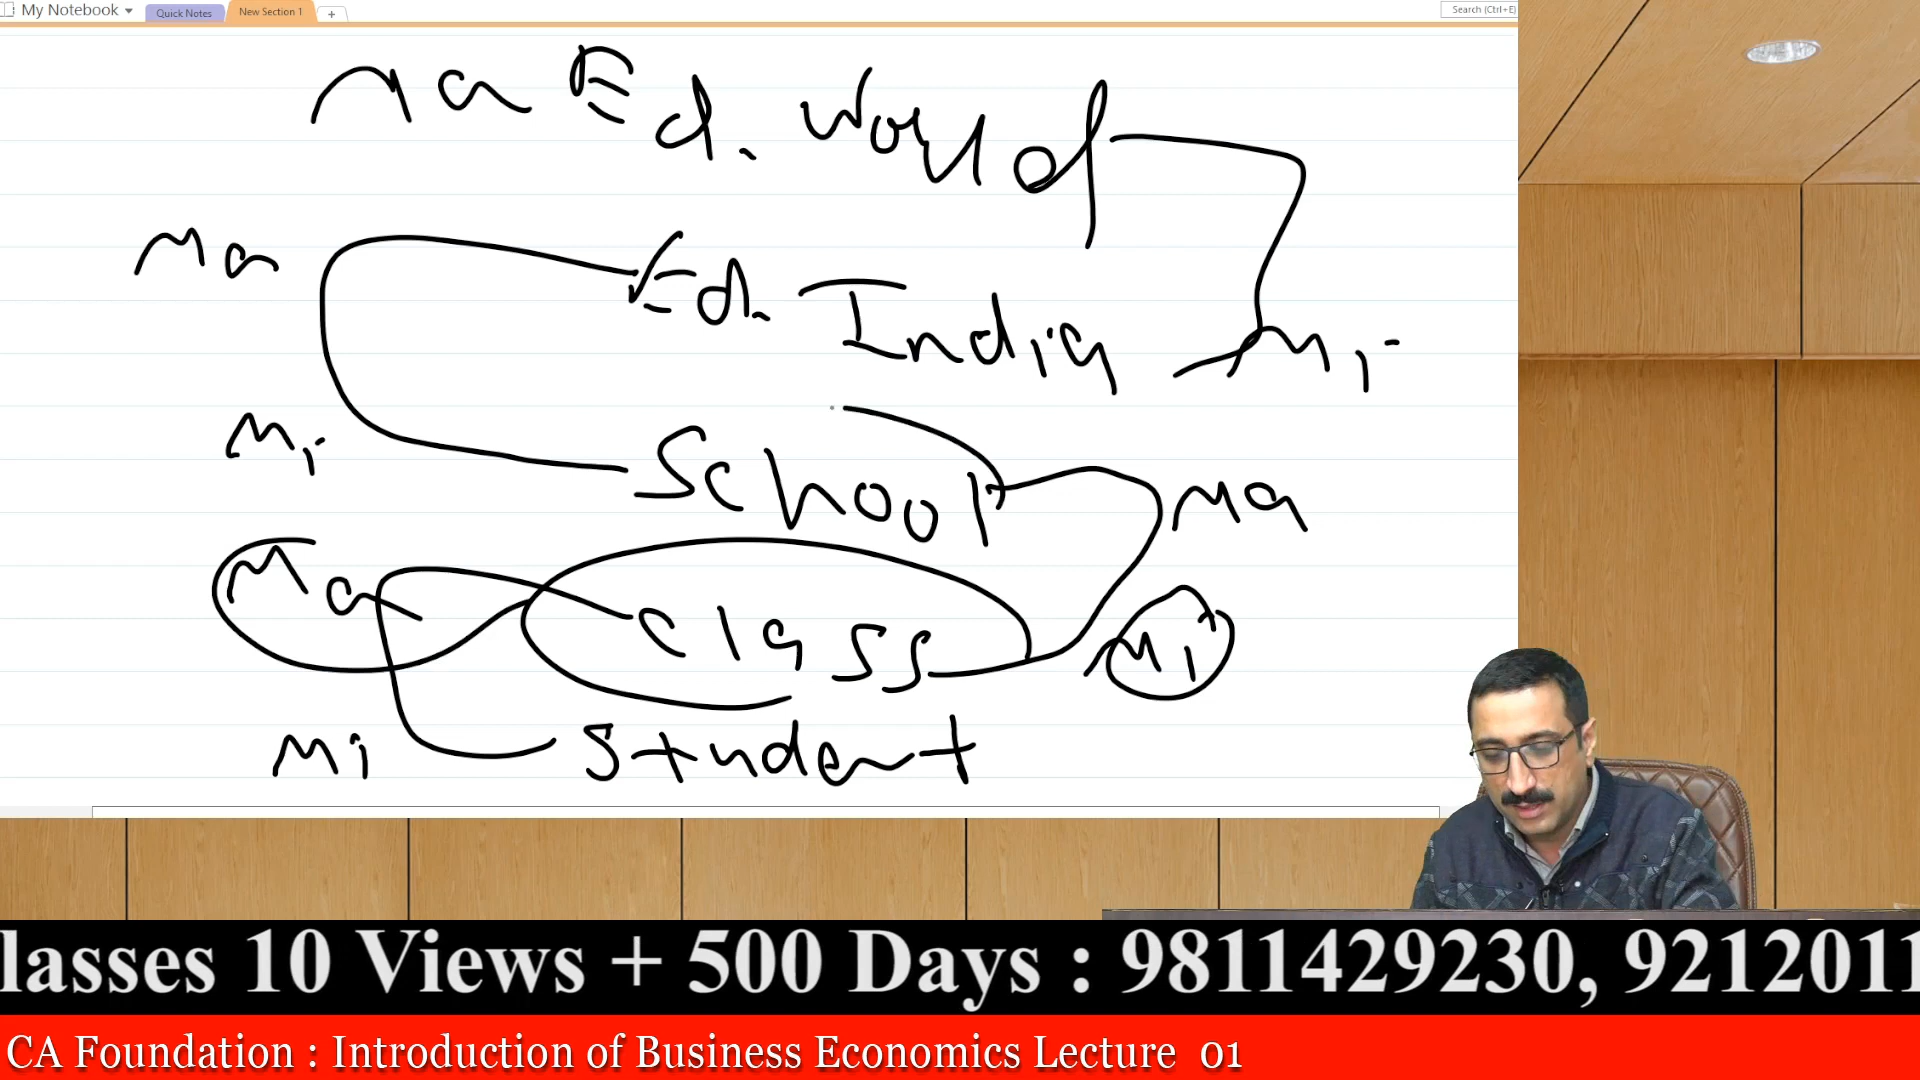 My Notebook Quick Notes New Section 1 + Search (Ctrl+E)
Ma Ed. World
Ma Ed. India Mi
Mi School Ma
Ma Class Mi
Mi Student
lasses 10 Views + 500 Days : 9811429230, 9212011
CA Foundation : Introduction of Business Economics Lecture 01